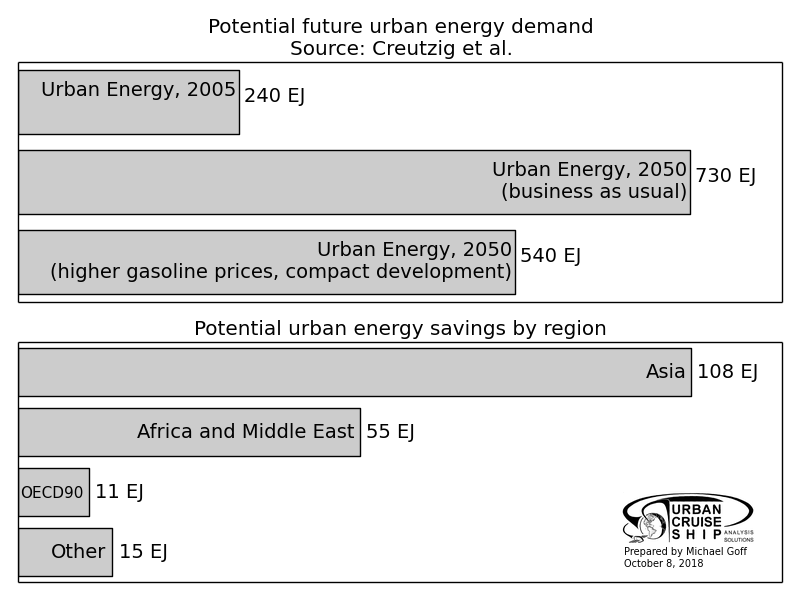 Potential future urban energy demand
Source: Creutzig et al.
Urban Energy, 2005
240 EJ
Urban Energy, 2050
(business as usual)
730 EJ
Urban Energy, 2050
(higher gasoline prices, compact development)
540 EJ
Potential urban energy savings by region
Asia
108 EJ
Africa and Middle East
55 EJ
OECD90
11 EJ
Other
15 EJ
URBAN
CRUISE
SHIP
ANALYSIS
SOLUTIONS
Prepared by Michael Goff
October 8, 2018